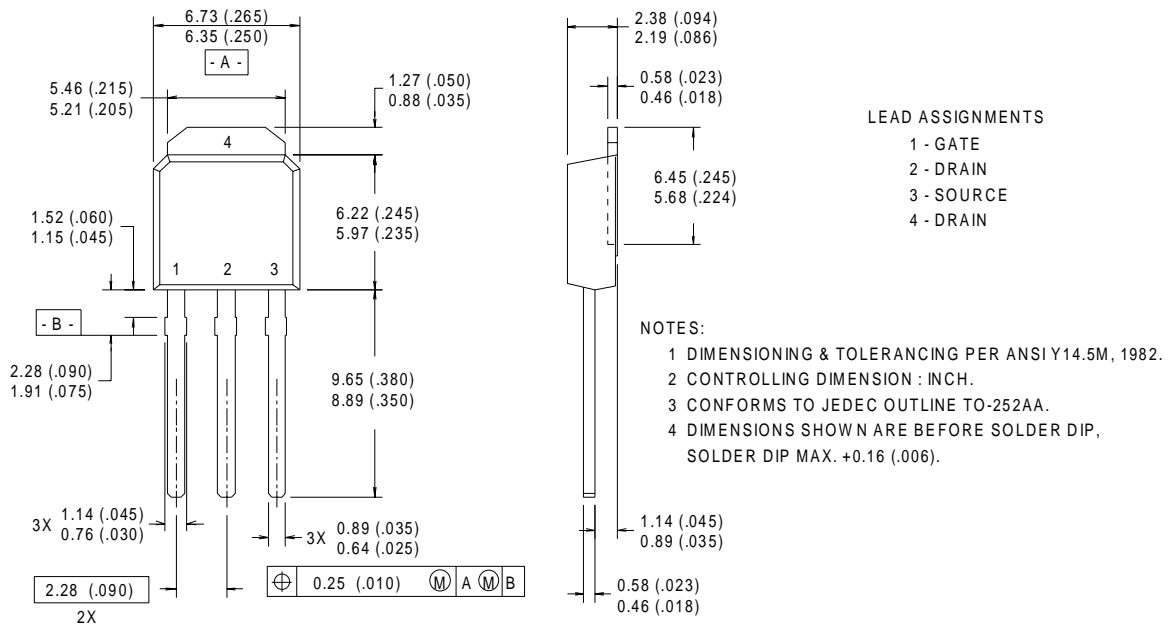 6.73 (.265)
6.35 (.250)
- A -
5.46 (.215)
5.21 (.205)
1.27 (.050)
0.88 (.035)
4
1.52 (.060)
1.15 (.045)
6.22 (.245)
5.97 (.235)
1 2 3
- B -
2.28 (.090)
1.91 (.075)
9.65 (.380)
8.89 (.350)
3X 1.14 (.045)
0.76 (.030)
3X 0.89 (.035)
0.64 (.025)
2.28 (.090)
2X
⌖ 0.25 (.010) Ⓜ A Ⓜ B
2.38 (.094)
2.19 (.086)
0.58 (.023)
0.46 (.018)
6.45 (.245)
5.68 (.224)
1.14 (.045)
0.89 (.035)
0.58 (.023)
0.46 (.018)
LEAD ASSIGNMENTS
1 - GATE
2 - DRAIN
3 - SOURCE
4 - DRAIN
NOTES:
1 DIMENSIONING & TOLERANCING PER ANSI Y14.5M, 1982.
2 CONTROLLING DIMENSION : INCH.
3 CONFORMS TO JEDEC OUTLINE TO-252AA.
4 DIMENSIONS SHOWN ARE BEFORE SOLDER DIP,
SOLDER DIP MAX. +0.16 (.006).